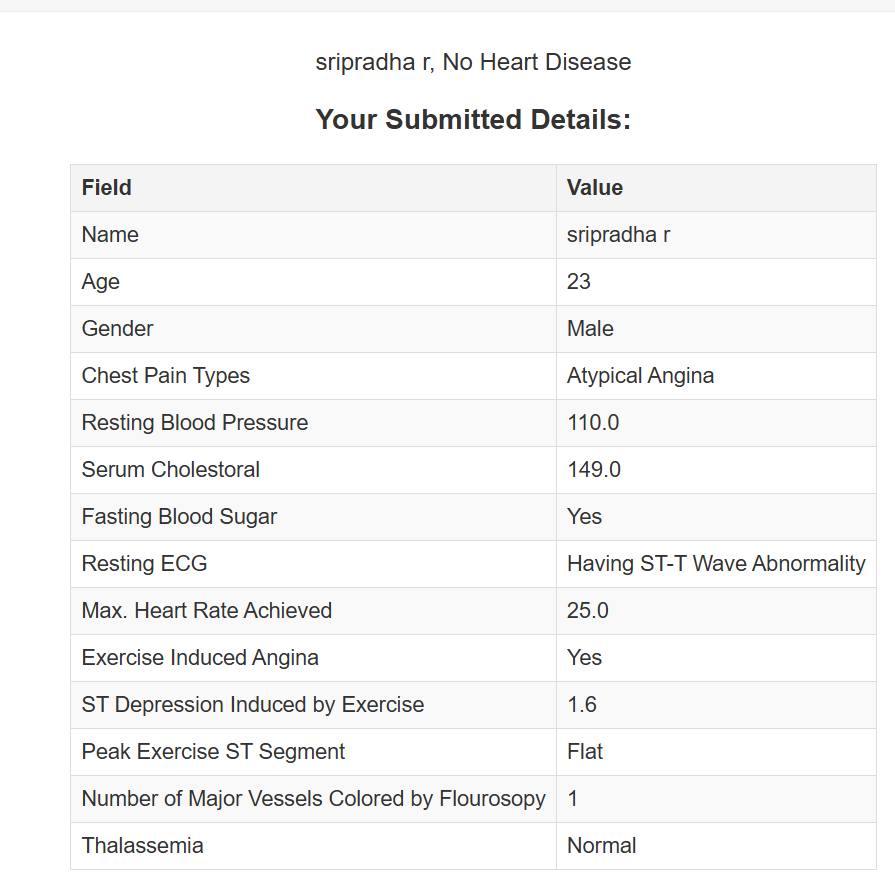 sripradha r, No Heart Disease
Your Submitted Details:
Field Value
Name sripradha r
Age 23
Gender Male
Chest Pain Types Atypical Angina
Resting Blood Pressure 110.0
Serum Cholestoral 149.0
Fasting Blood Sugar Yes
Resting ECG Having ST-T Wave Abnormality
Max. Heart Rate Achieved 25.0
Exercise Induced Angina Yes
ST Depression Induced by Exercise 1.6
Peak Exercise ST Segment Flat
Number of Major Vessels Colored by Flourosopy 1
Thalassemia Normal